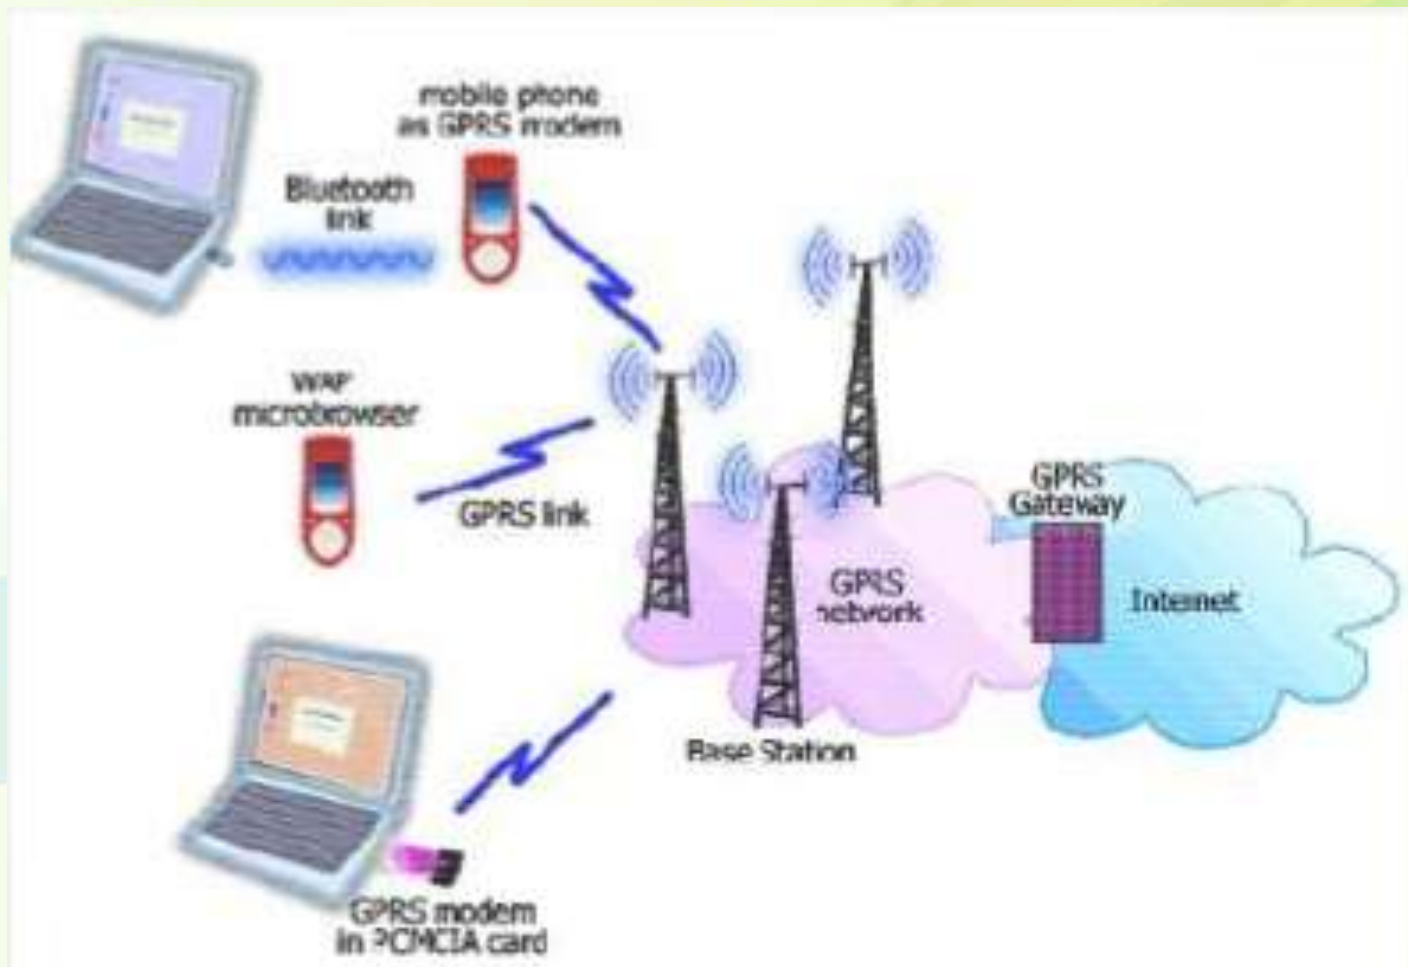 mobile phone
as GPRS modem
Bluetooth
link
WAP
microbrowser
GPRS link
GPRS
Gateway
GPRS
network
Internet
Base Station
GPRS modem
in PCMCIA card